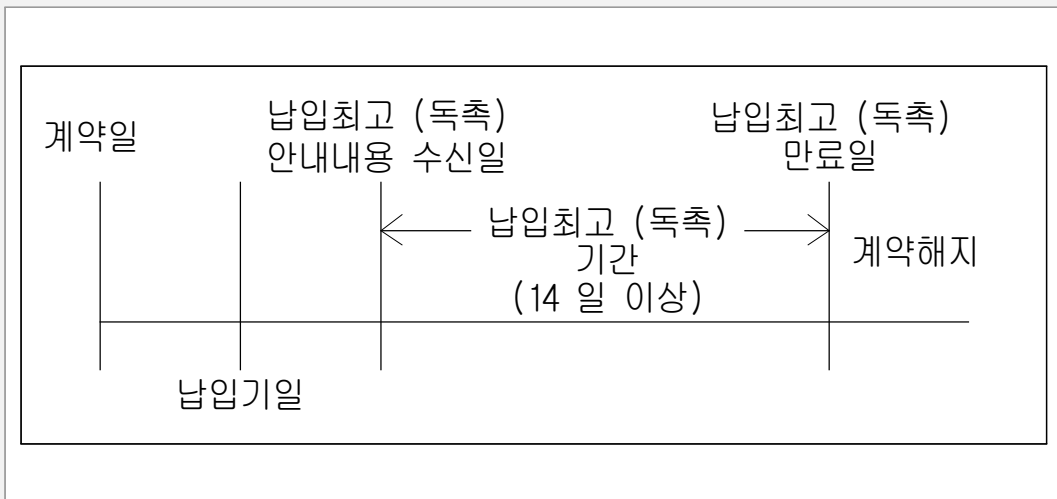 계약일
납입최고 (독촉)
안내내용 수신일
납입최고 (독촉)
만료일
납입최고 (독촉)
기간
(14 일 이상)
계약해지
납입기일